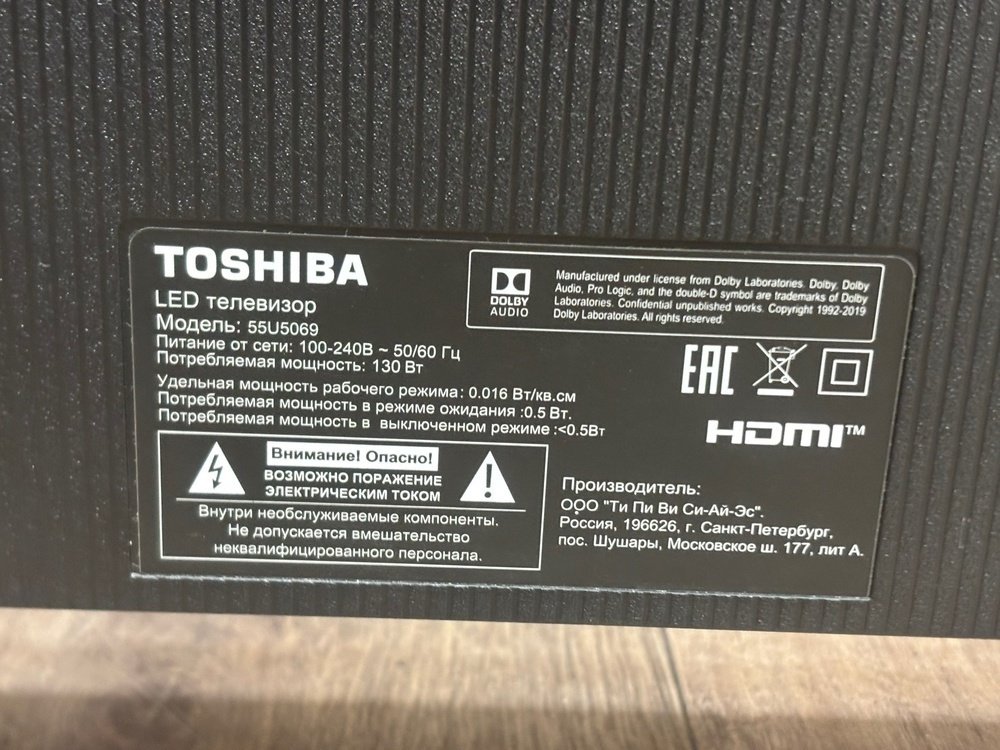 TOSHIBA
LED телевизор
Модель: 55U5069
Питание от сети: 100-240В ~ 50/60 Гц
Потребляемая мощность: 130 Вт
Удельная мощность рабочего режима: 0.016 Вт/кв.см
Потребляемая мощность в режиме ожидания :0.5 Вт.
Потребляемая мощность в выключенном режиме :<0.5Вт
Внимание! Опасно!
ВОЗМОЖНО ПОРАЖЕНИЕ
ЭЛЕКТРИЧЕСКИМ ТОКОМ
Внутри необслуживаемые компоненты.
Не допускается вмешательство
неквалифицированного персонала.
DOLBY
AUDIO
Manufactured under license from Dolby Laboratories. Dolby, Dolby
Audio, Pro Logic, and the double-D symbol are trademarks of Dolby
Laboratories. Confidential unpublished works. Copyright 1992-2019
Dolby Laboratories. All rights reserved.
EAC
HDMI™
Производитель:
ООО "Ти Пи Ви Си-Ай-Эс".
Россия, 196626, г. Санкт-Петербург,
пос. Шушары, Московское ш. 177, лит А.